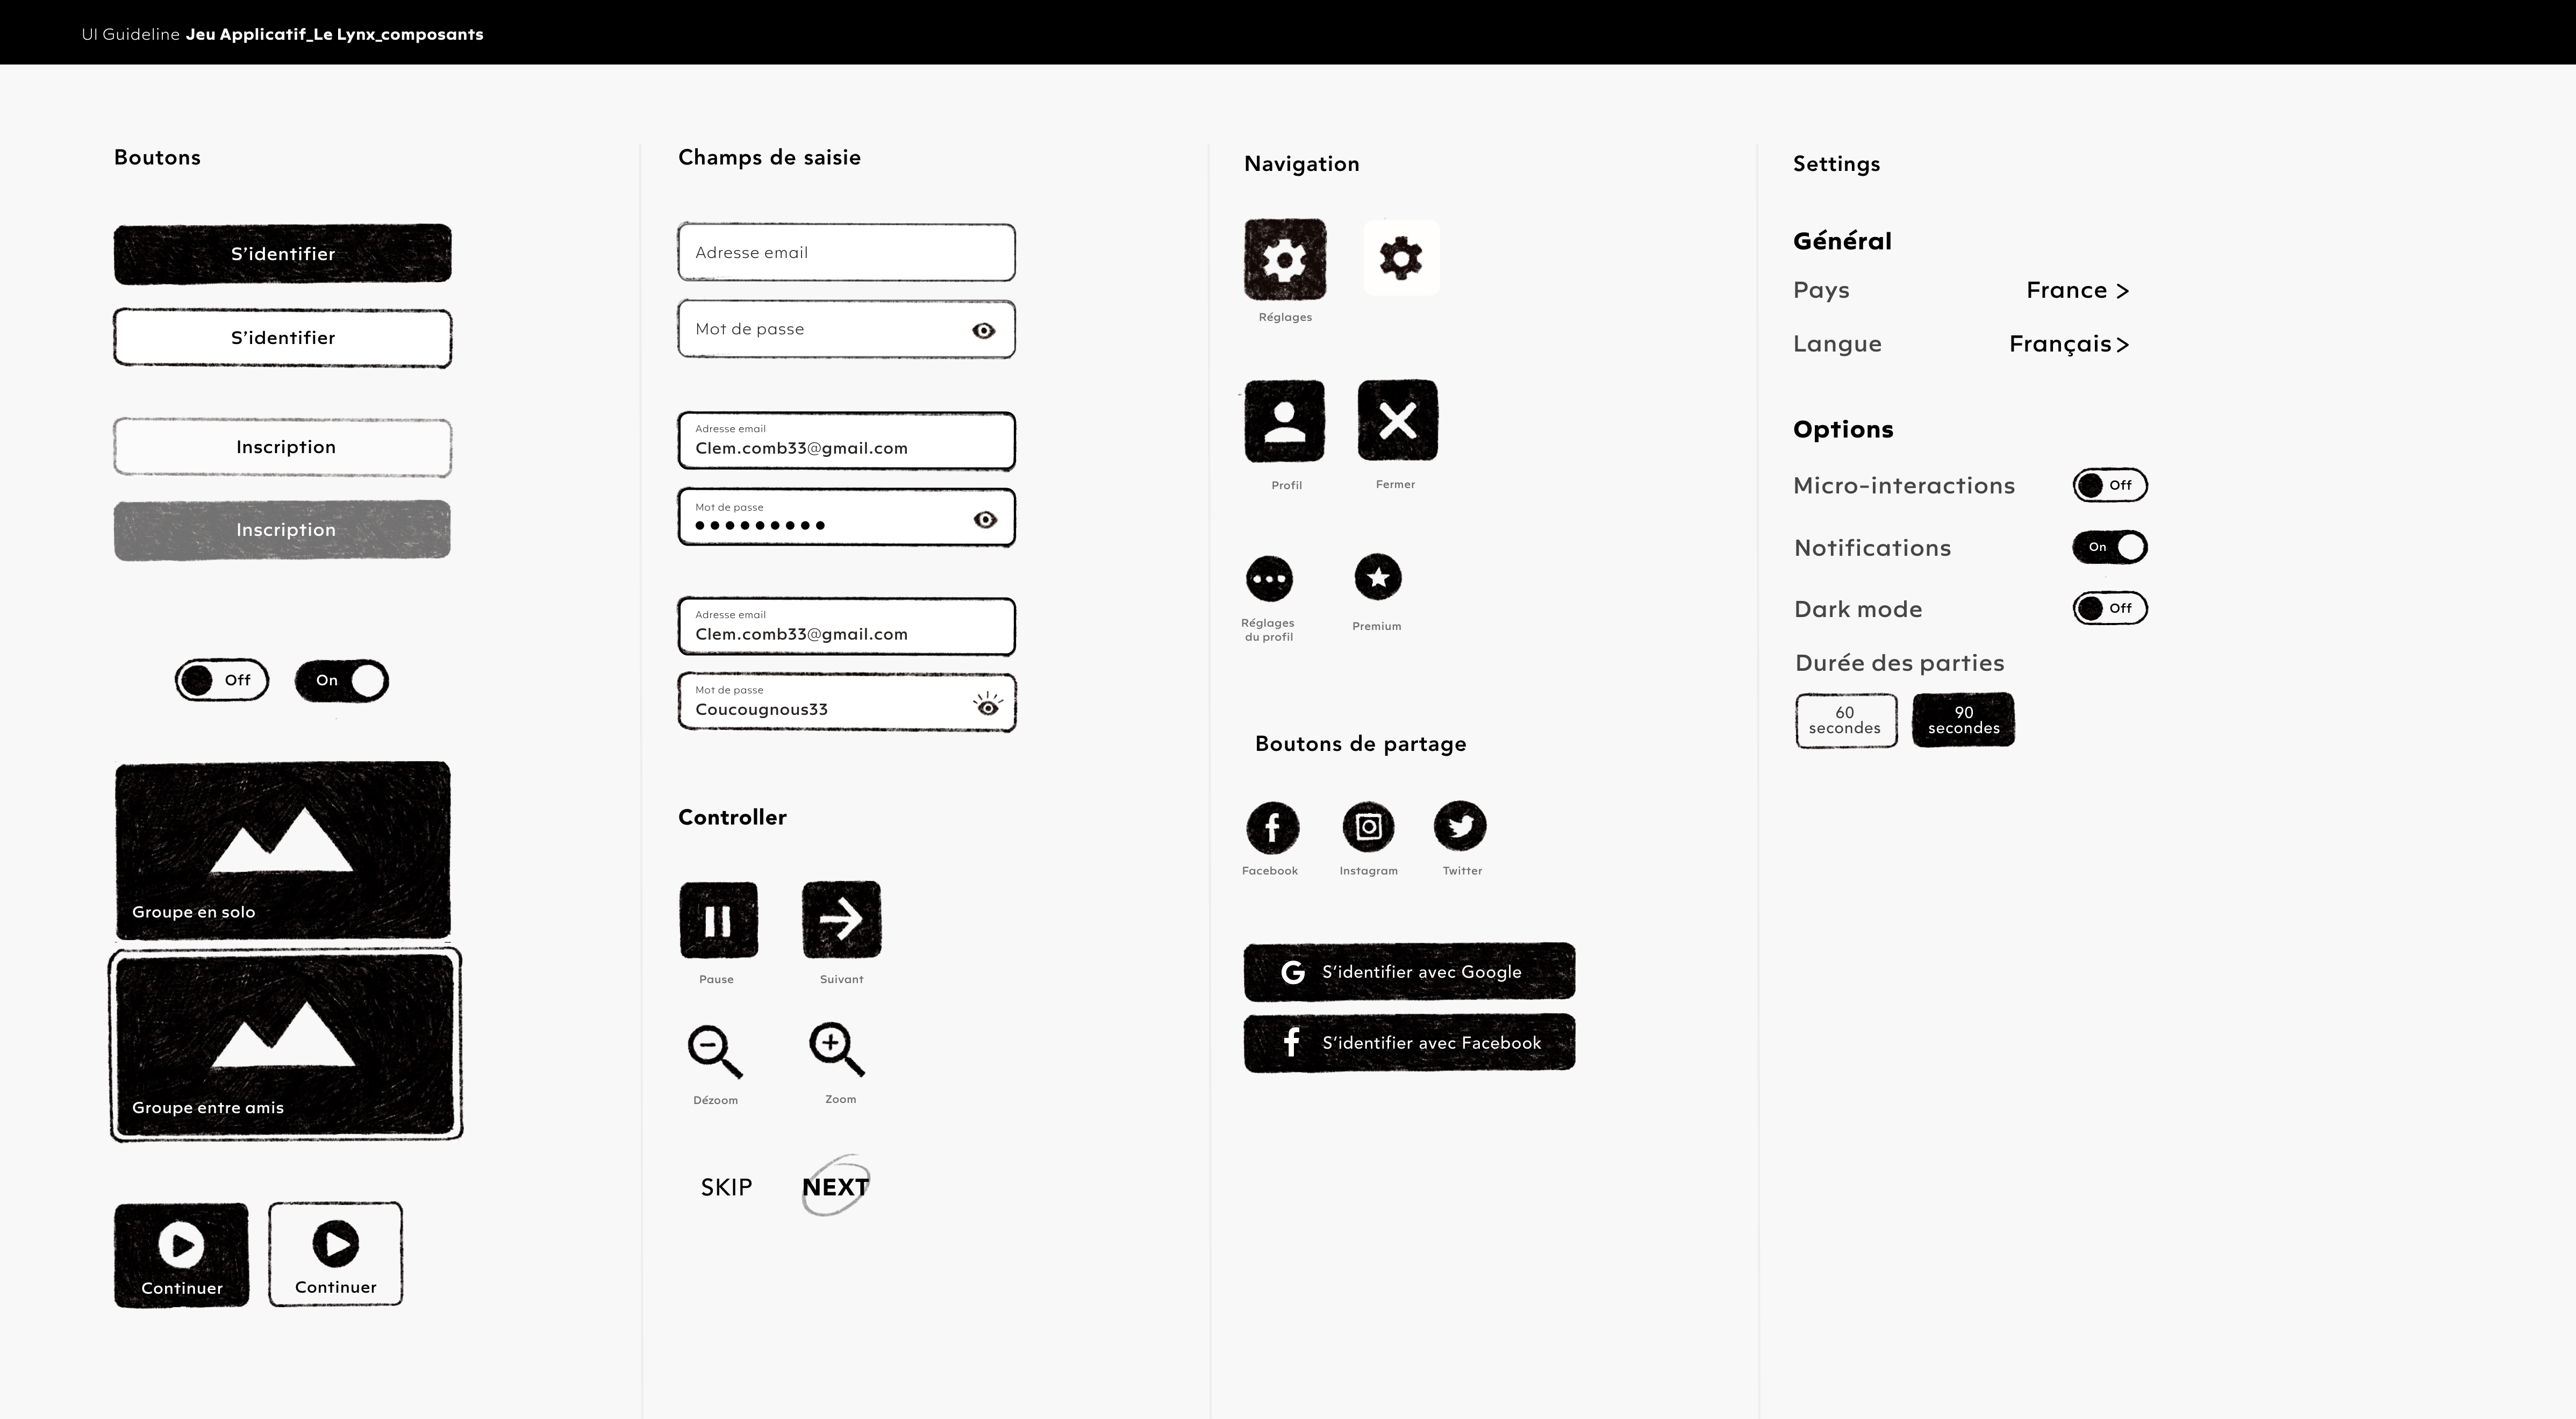 UI Guideline Jeu Applicatif_Le Lynx_composants
Boutons
S’identifier
S’identifier
Inscription
Inscription
Off
On
Groupe en solo
Groupe entre amis
Continuer
Continuer
Champs de saisie
Adresse email
Mot de passe
Adresse email
Clem.comb33@gmail.com
Mot de passe
Adresse email
Clem.comb33@gmail.com
Mot de passe
Coucougnous33
Controller
Pause
Suivant
Dézoom
Zoom
SKIP
NEXT
Navigation
Réglages
Profil
Fermer
Réglages
du profil
Premium
Boutons de partage
Facebook
Instagram
Twitter
G S’identifier avec Google
f S’identifier avec Facebook
Settings
Général
Pays
France >
Langue
Français >
Options
Micro-interactions
Off
Notifications
On
Dark mode
Off
Durée des parties
60
secondes
90
secondes